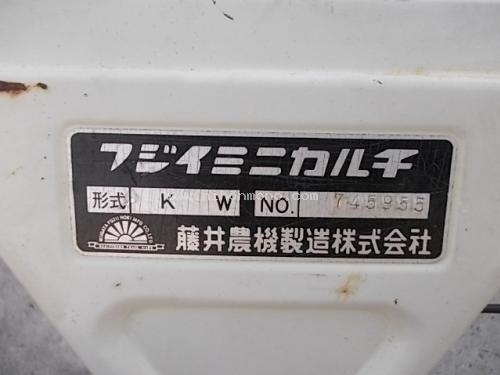 フジイミニカルチ
形式 K W NO. 745955
藤井農機製造株式会社